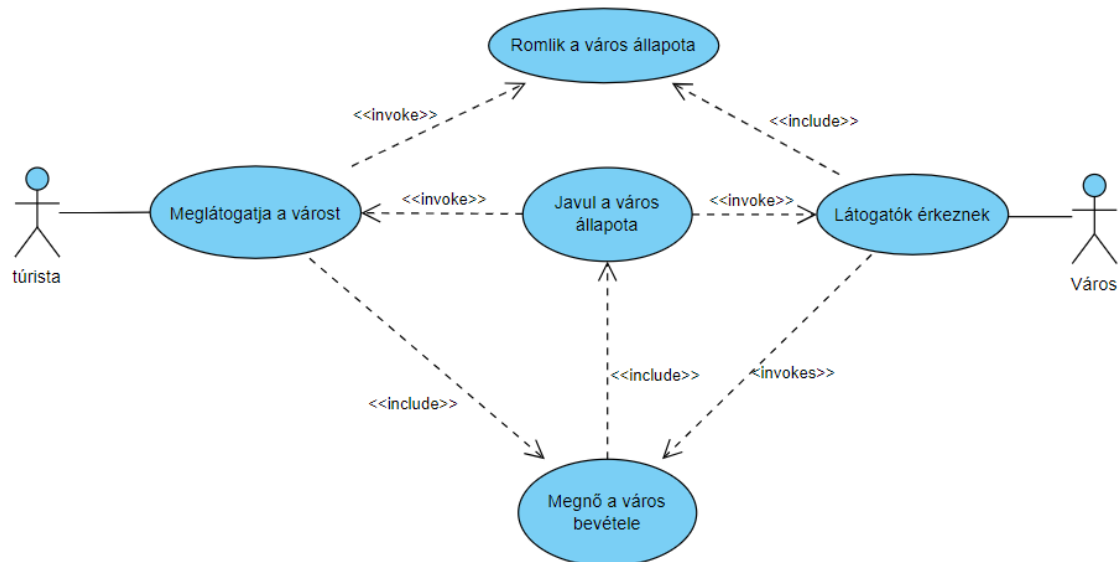 Romlik a város állapota
<<invoke>>
<<include>>
Meglátogatja a várost
<<invoke>>
Javul a város
állapota
<<invoke>>
Látogatók érkeznek
túrista
Város
<<include>>
<<include>>
<invokes>>
Megnő a város
bevétele